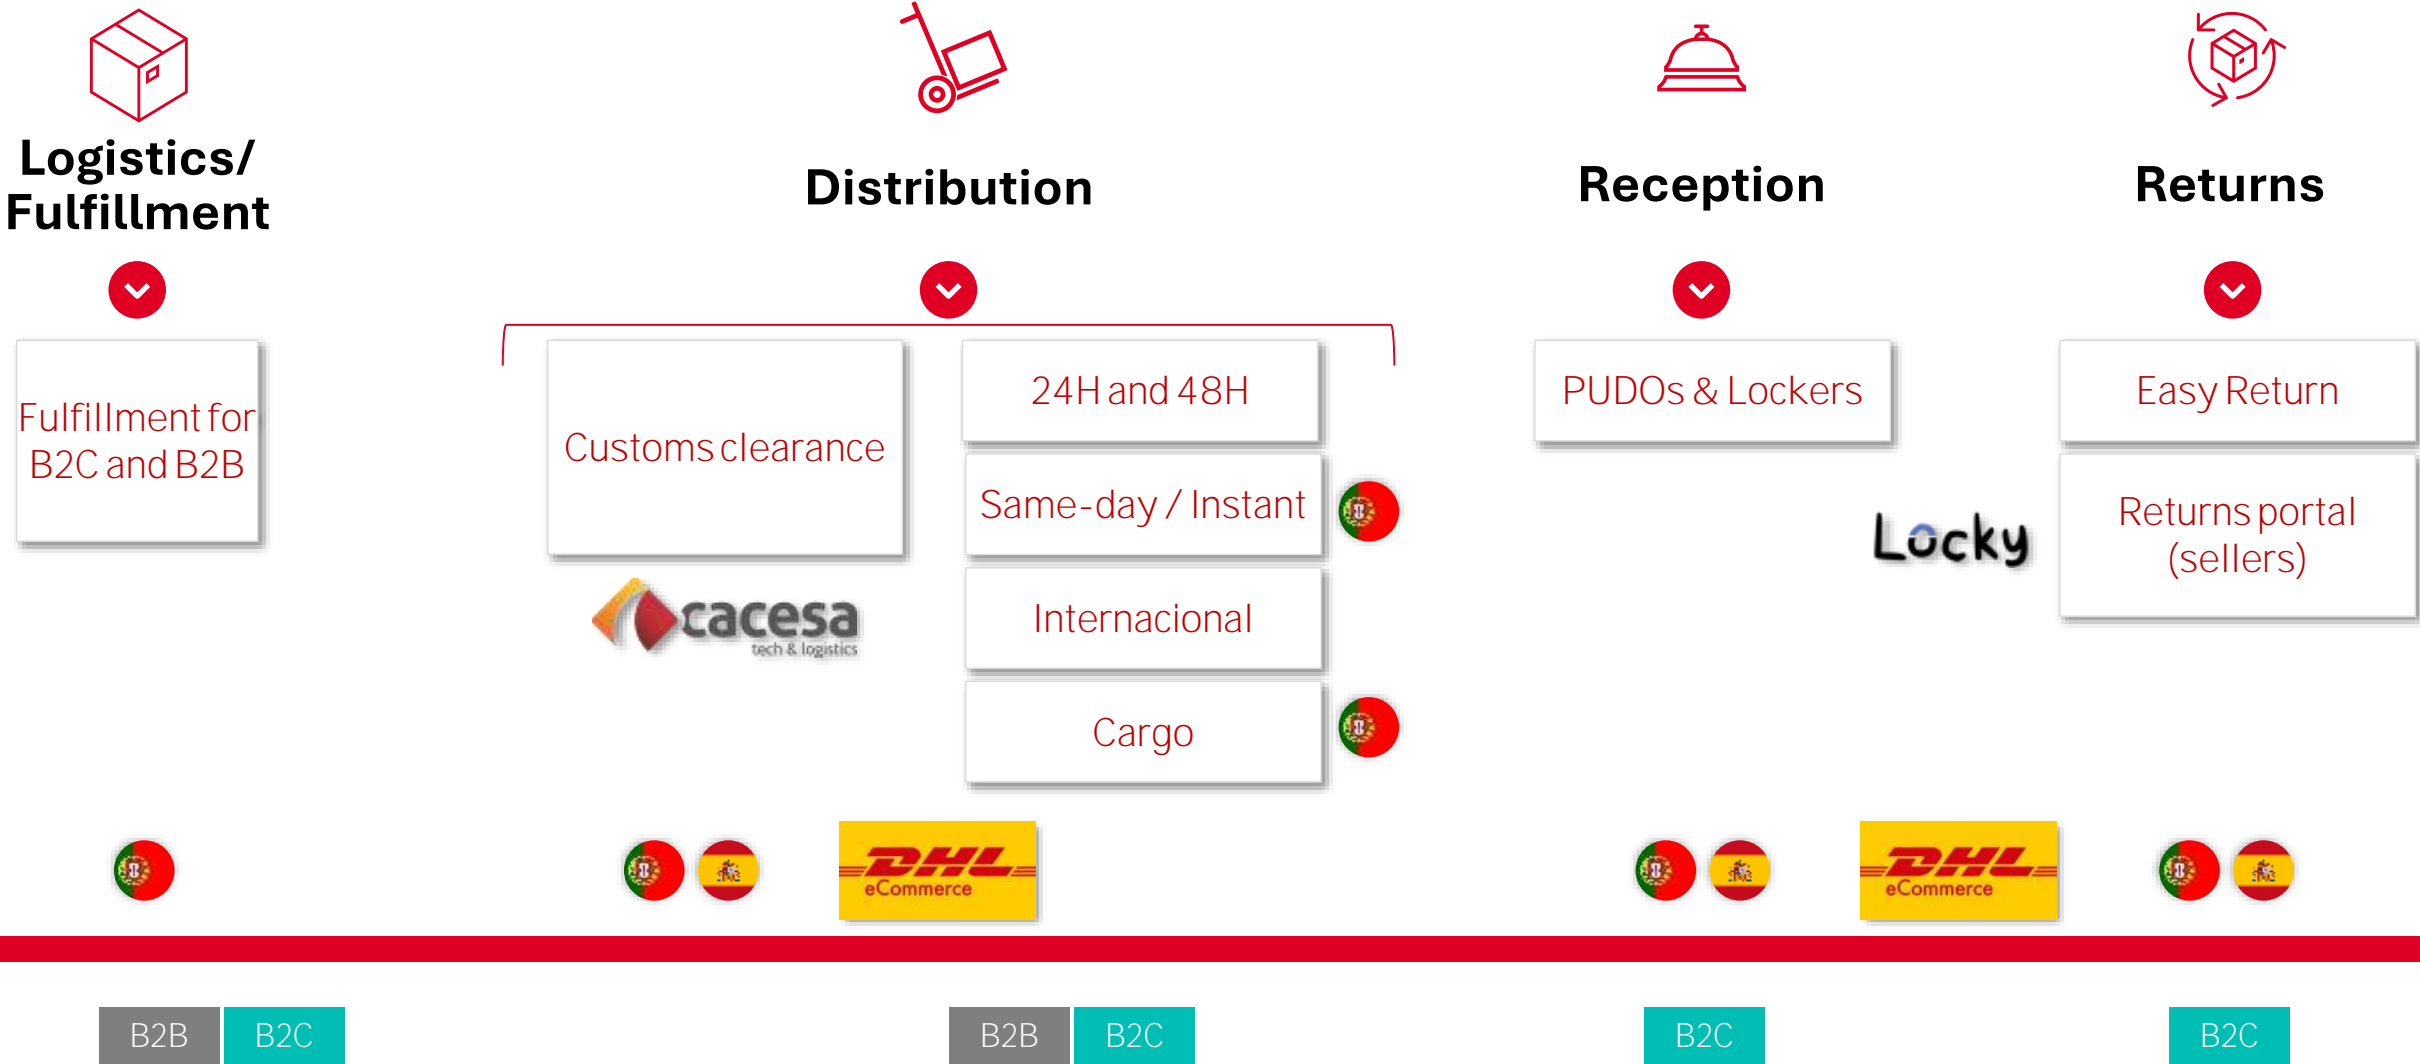 Logistics/
Fulfillment
Distribution
Reception
Returns
Fulfillment for
B2C and B2B
Customs clearance
cacesa
tech & logistics
24H and 48H
Same-day / Instant
Internacional
Cargo
PUDOs & Lockers
Locky
Easy Return
Returns portal
(sellers)
DHL
eCommerce
DHL
eCommerce
B2B
B2C
B2B
B2C
B2C
B2C